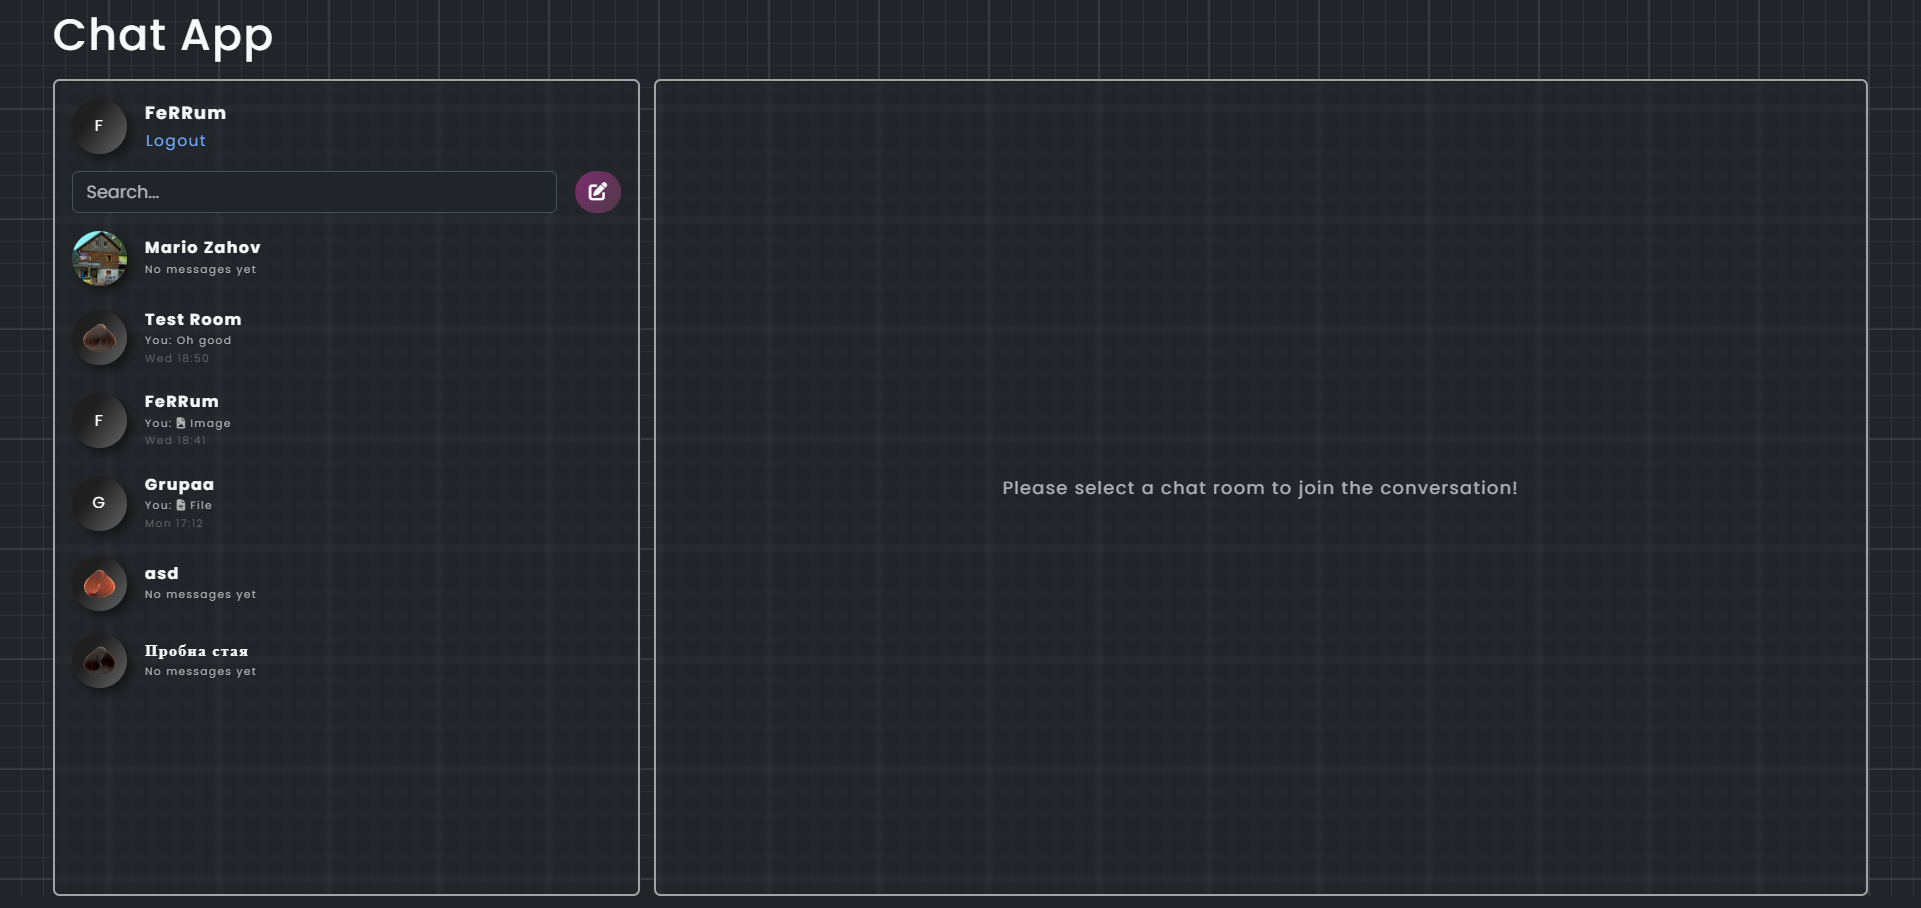 Chat App
F
FeRRum
Logout
Search...
Mario Zahov
No messages yet
Test Room
You: Oh good
Wed 18:50
F
FeRRum
You: Image
Wed 18:41
G
Grupaa
You: File
Mon 17:12
asd
No messages yet
Пробна стая
No messages yet
Please select a chat room to join the conversation!